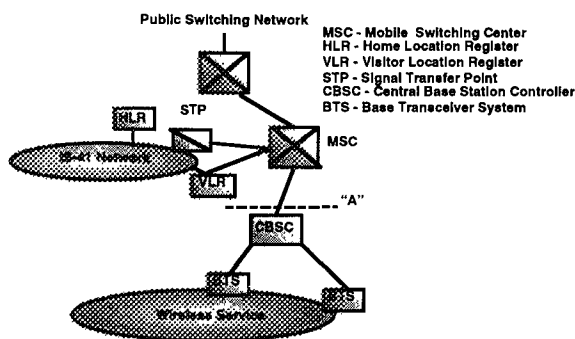 Public Switching Network
MSC - Mobile Switching Center
HLR - Home Location Register
VLR - Visitor Location Register
STP - Signal Transfer Point
CBSC - Central Base Station Controller
BTS - Base Transceiver System
STP
HLR
MSC
IS-41 Network
VLR
"A"
CBSC
BTS
BTS
Wireless Service